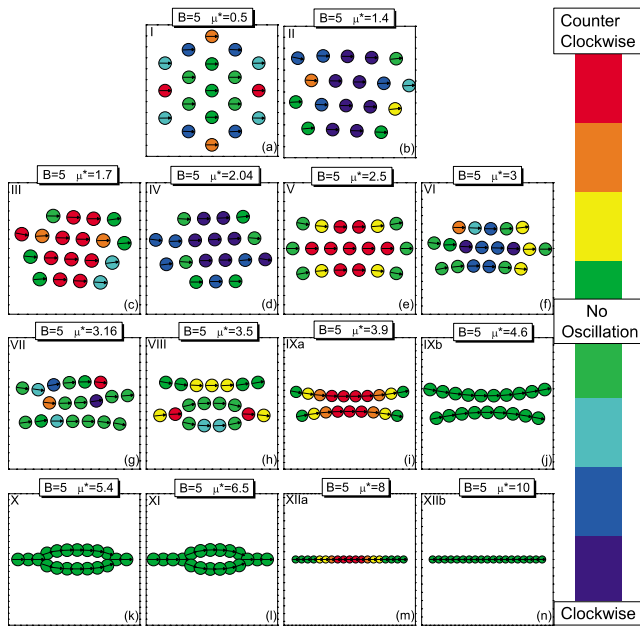 B=5 μ*=0.5
I
(a)
B=5 μ*=1.4
II
(b)
Counter
Clockwise
B=5 μ*=1.7
III
(c)
B=5 μ*=2.04
IV
(d)
B=5 μ*=2.5
V
(e)
B=5 μ*=3
VI
(f)
No
Oscillation
B=5 μ*=3.16
VII
(g)
B=5 μ*=3.5
VIII
(h)
B=5 μ*=3.9
IXa
(i)
B=5 μ*=4.6
IXb
(j)
B=5 μ*=5.4
X
(k)
B=5 μ*=6.5
XI
(l)
B=5 μ*=8
XIIa
(m)
B=5 μ*=10
XIIb
(n)
Clockwise